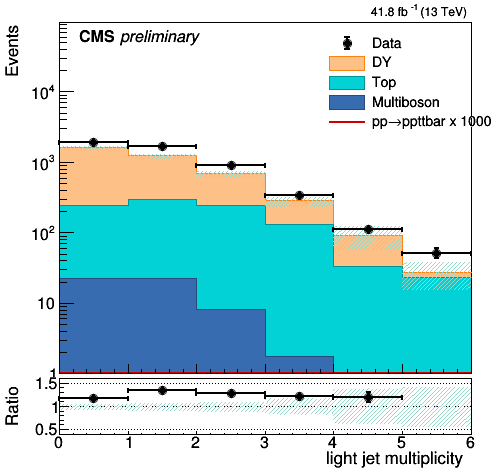 41.8 fb⁻¹ (13 TeV)
CMS preliminary
Events
Data
DY
Top
Multiboson
pp→ppttbar x 1000
10⁴
10³
10²
10
1
Ratio
1.5
1
0.5
0 1 2 3 4 5 6
light jet multiplicity